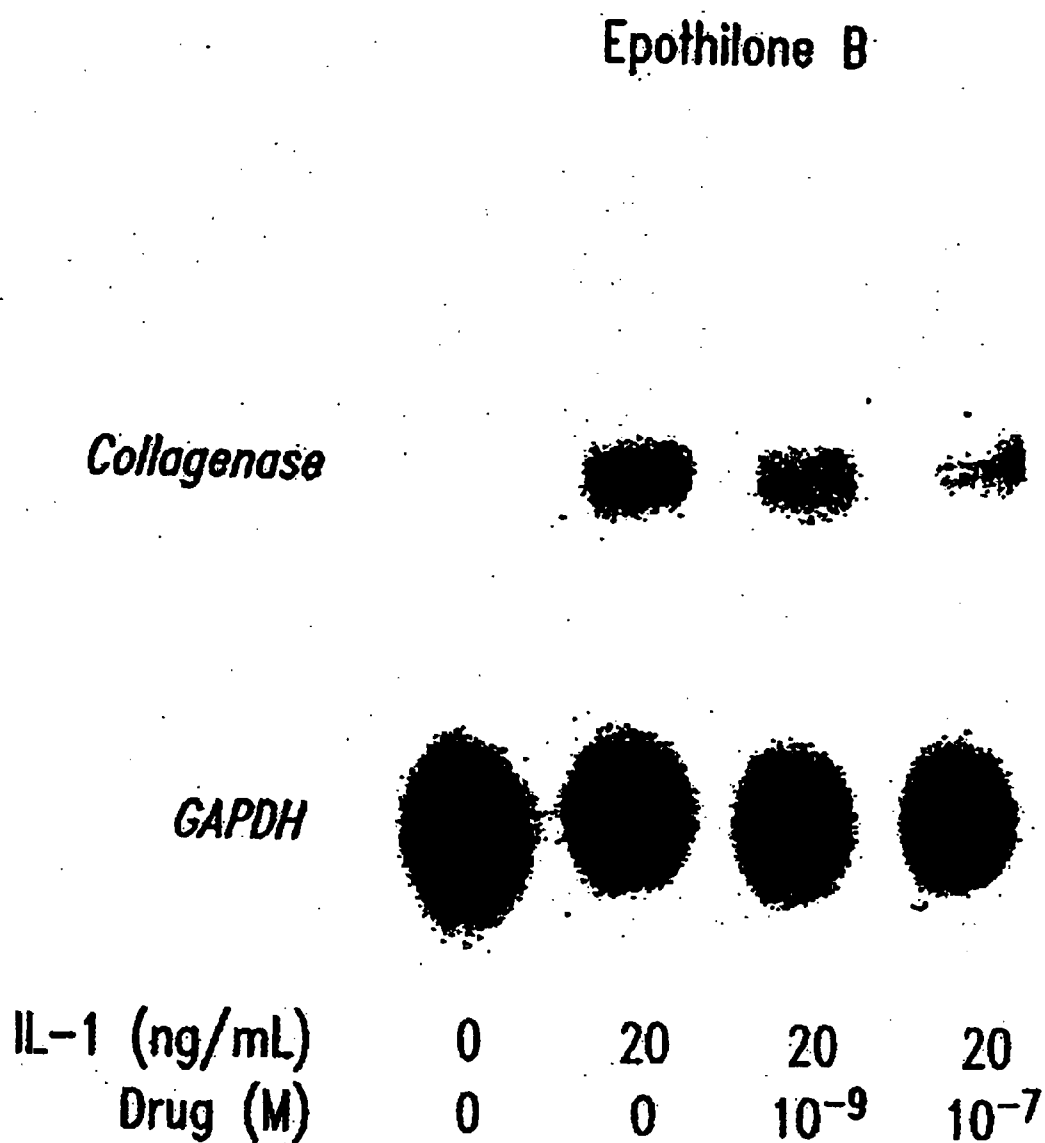 Epothilone B
Collagenase
GAPDH
IL-1 (ng/mL) 0 20 20 20
Drug (M) 0 0 10⁻⁹ 10⁻⁷